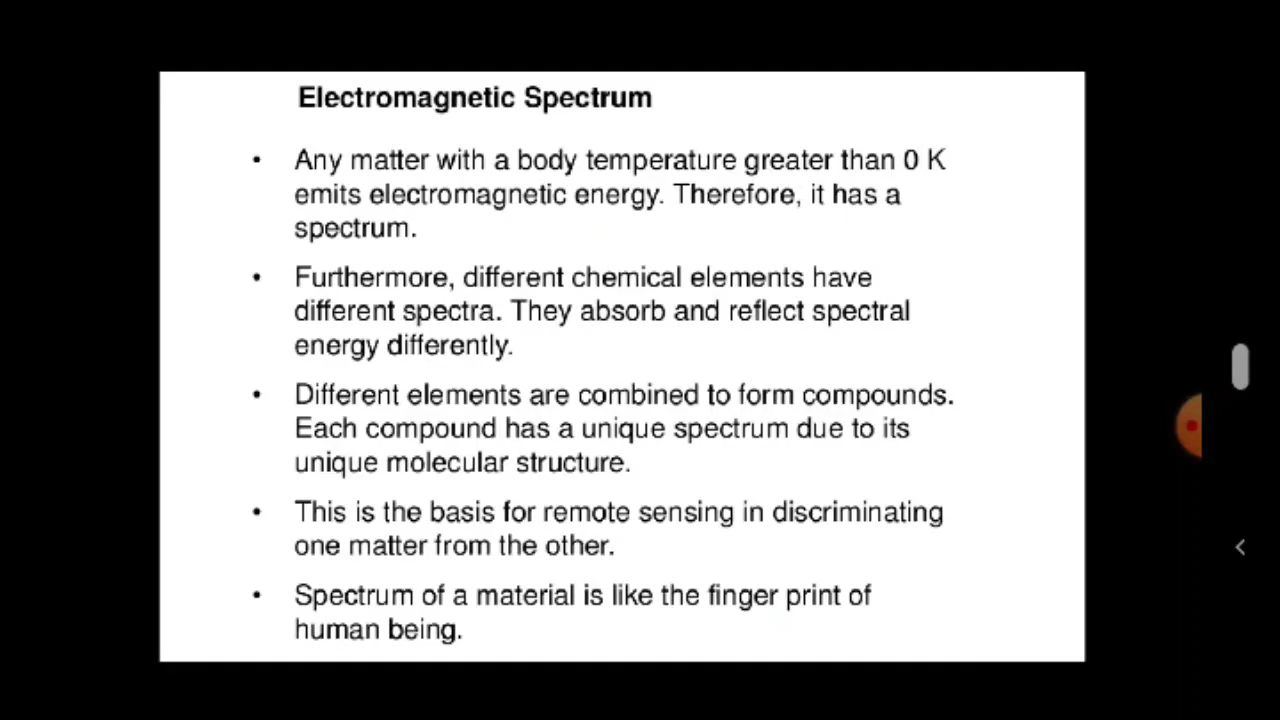 Electromagnetic Spectrum
• Any matter with a body temperature greater than 0 K
emits electromagnetic energy. Therefore, it has a
spectrum.
• Furthermore, different chemical elements have
different spectra. They absorb and reflect spectral
energy differently.
• Different elements are combined to form compounds.
Each compound has a unique spectrum due to its
unique molecular structure.
• This is the basis for remote sensing in discriminating
one matter from the other.
• Spectrum of a material is like the finger print of
human being.